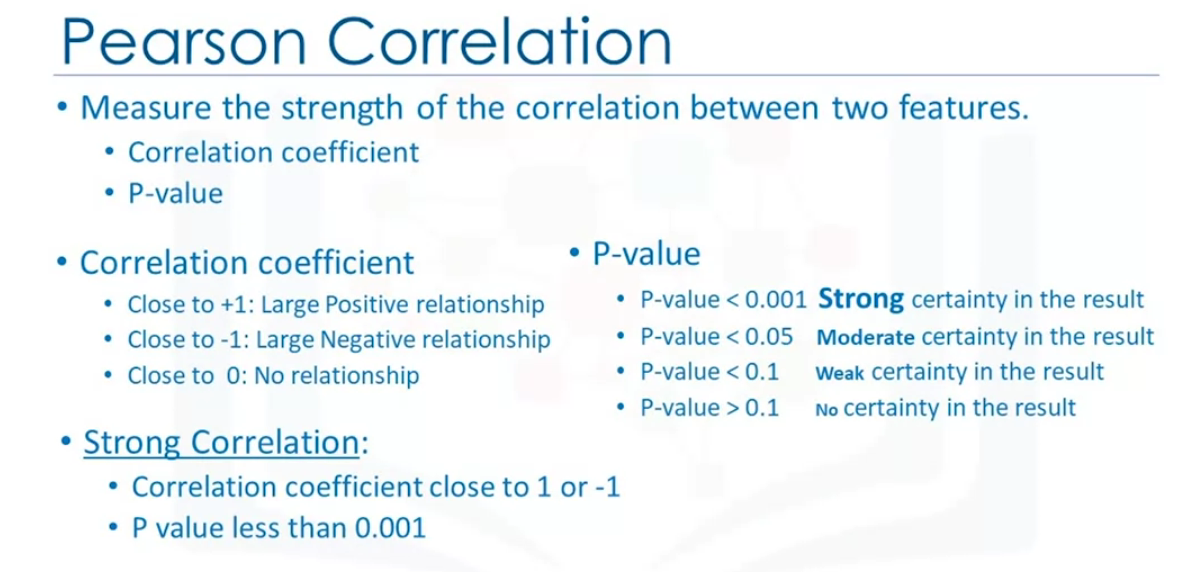 Pearson Correlation
• Measure the strength of the correlation between two features.
• Correlation coefficient
• P-value
• Correlation coefficient
• Close to +1: Large Positive relationship
• Close to -1: Large Negative relationship
• Close to 0: No relationship
• P-value
• P-value < 0.001 Strong certainty in the result
• P-value < 0.05 Moderate certainty in the result
• P-value < 0.1 Weak certainty in the result
• P-value > 0.1 No certainty in the result
• Strong Correlation:
• Correlation coefficient close to 1 or -1
• P value less than 0.001